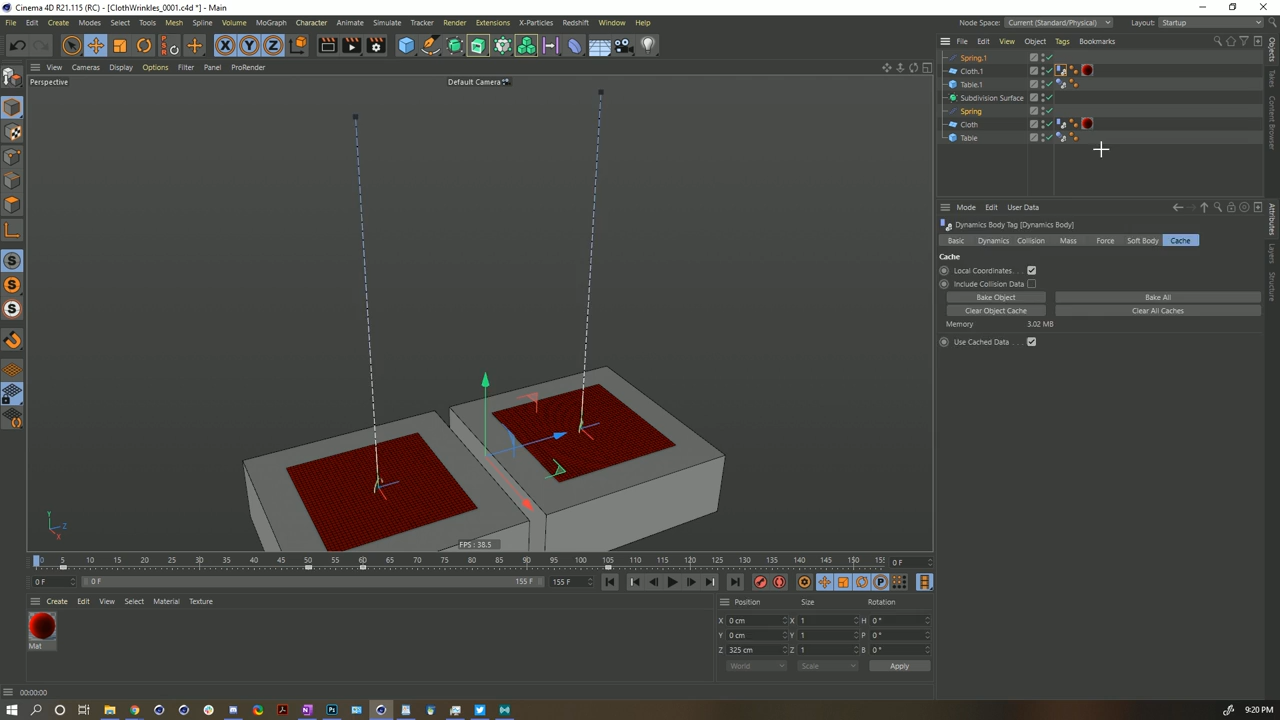 Cinema 4D R21.115 (RC) - [ClothWrinkles_0001.c4d *] - Main
File Edit Create Modes Select Tools Mesh Spline Volume MoGraph Character Animate Simulate Tracker Render Extensions X-Particles Redshift Window Help
Node Space: Current (Standard/Physical) Layout: Startup
File Edit View Object Tags Bookmarks
View Cameras Display Options Filter Panel ProRender
Perspective
Default Camera
Spring.1
Cloth.1
Table.1
Subdivision Surface
Spring
Cloth
Table
Objects
Takes
Content Browser
Mode Edit User Data
Attributes
Layers
Structure
Dynamics Body Tag [Dynamics Body]
Basic Dynamics Collision Mass Force Soft Body Cache
Cache
Local Coordinates. . .
Include Collision Data
Bake Object Bake All
Clear Object Cache Clear All Caches
Memory 3.02 MB
Use Cached Data . . .
Y
Z
X
FPS : 38.5
0 5 10 15 20 25 30 35 40 45 50 55 60 65 70 75 80 85 90 95 100 105 110 115 120 125 130 135 140 145 150 155 0 F
0 F 0 F 155 F 155 F
Create Edit View Select Material Texture
Mat
Position Size Rotation
X 0 cm X 1 H 0 °
Y 0 cm Y 1 P 0 °
Z 325 cm Z 1 B 0 °
World Scale Apply
00:00:00
9:20 PM